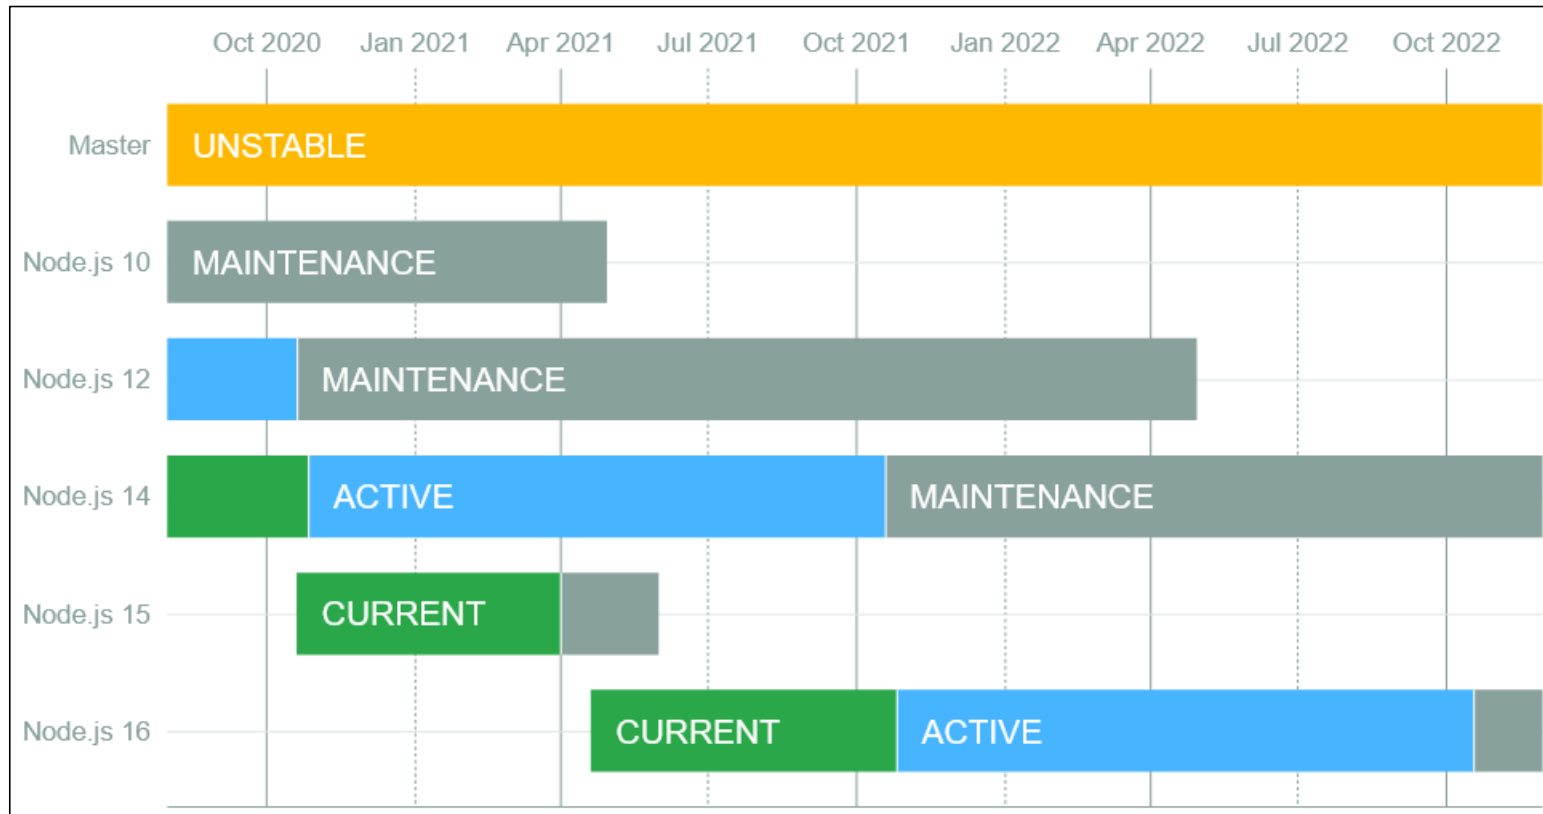 Oct 2020 Jan 2021 Apr 2021 Jul 2021 Oct 2021 Jan 2022 Apr 2022 Jul 2022 Oct 2022
Master UNSTABLE
Node.js 10 MAINTENANCE
Node.js 12 MAINTENANCE
Node.js 14 ACTIVE MAINTENANCE
Node.js 15 CURRENT
Node.js 16 CURRENT ACTIVE